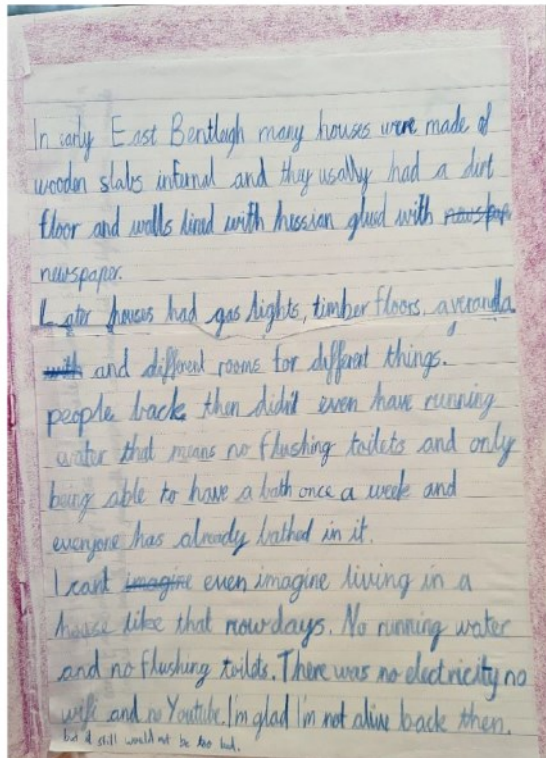 In early East Bentleigh many houses were made of
wooden slabs and they usally had a dirt
floor and walls lined with hessian glued with newspap
newspaper.
Later houses had gas lights, timber floors, averanda
with and different rooms for different things.
people back then didn't even have running
water that means no flushing toilets and only
being able to have a bath once a week and
everyone has already bathed in it.
I cant imagine even imagine living in a
house like that nowdays. No running water
and no flushing toilets. There was no electricity no
wifi and no Youtube. I'm glad I'm not alive back then.
but it still would not be too bad.